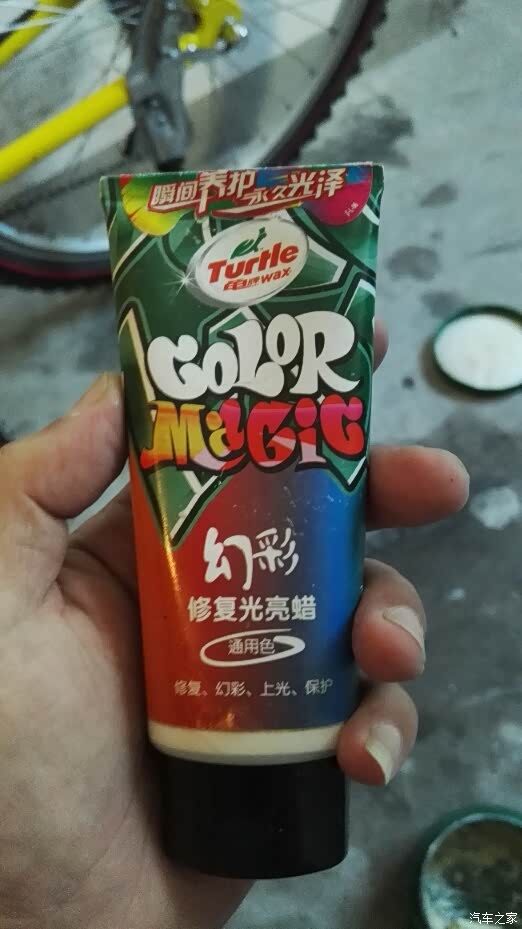 瞬间养护 永久光泽
Turtle
龟牌wax
COLOR
MAGIC
幻彩
修复光亮蜡
通用色
修复、幻彩、上光、保护
汽车之家